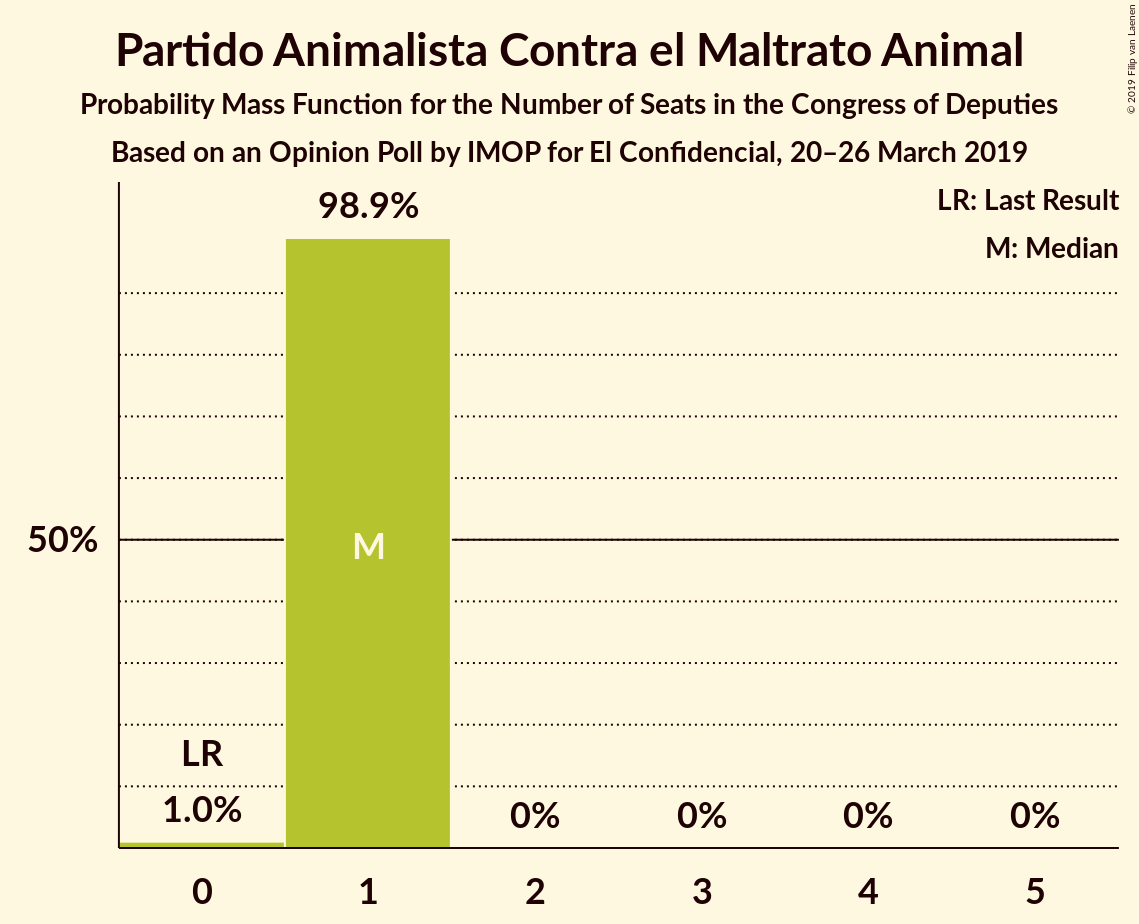 Partido Animalista Contra el Maltrato Animal
Probability Mass Function for the Number of Seats in the Congress of Deputies
Based on an Opinion Poll by IMOP for El Confidencial, 20–26 March 2019
© 2019 Filip van Laenen
LR: Last Result
M: Median
98.9%
50%
M
LR
1.0%
0%
0%
0%
0%
0
1
2
3
4
5